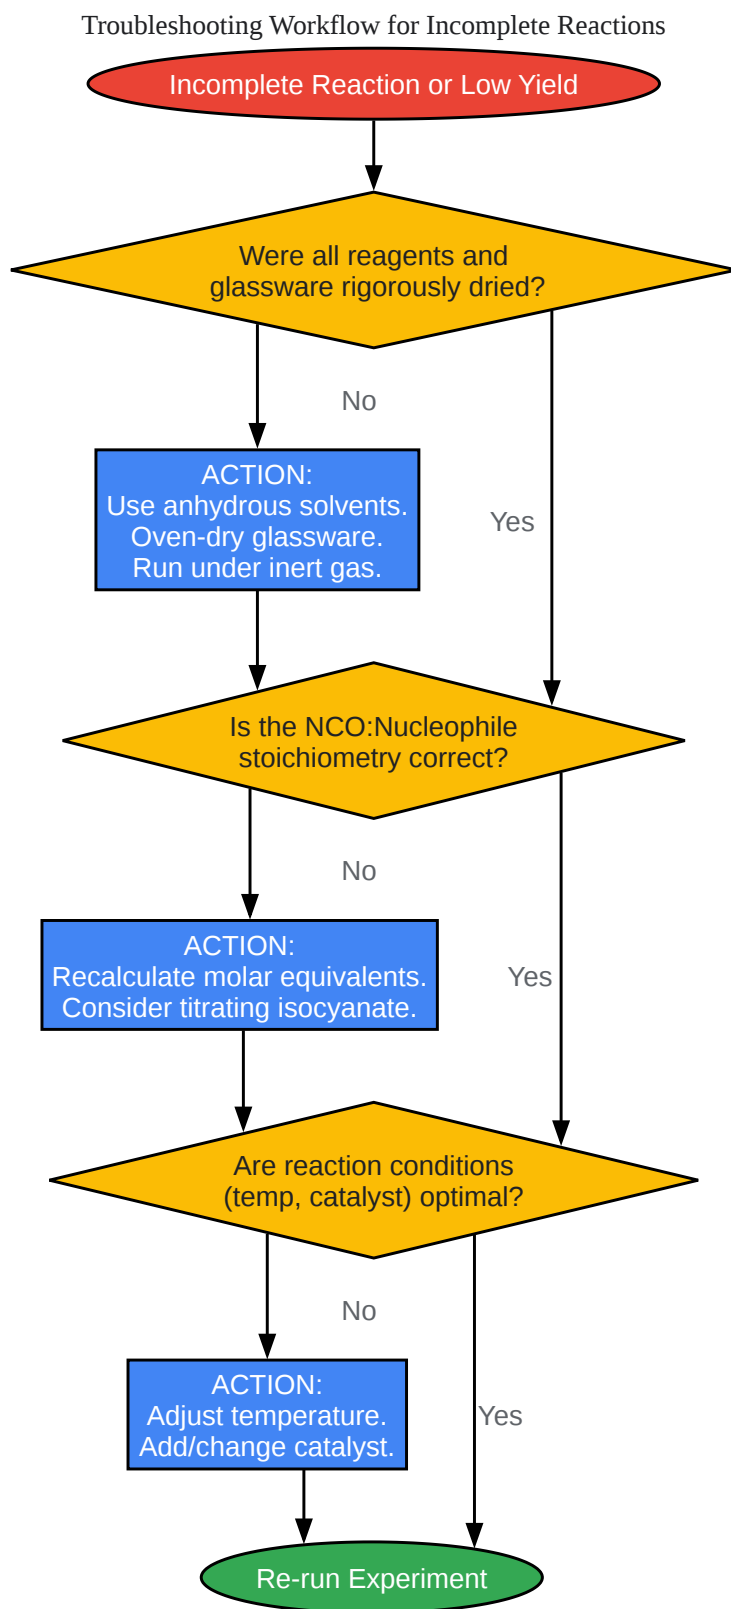 Troubleshooting Workflow for Incomplete Reactions
Incomplete Reaction or Low Yield
Were all reagents and
glassware rigorously dried?
No
ACTION:
Use anhydrous solvents.
Oven-dry glassware.
Run under inert gas.
Yes
Is the NCO:Nucleophile
stoichiometry correct?
No
ACTION:
Recalculate molar equivalents.
Consider titrating isocyanate.
Yes
Are reaction conditions
(temp, catalyst) optimal?
No
ACTION:
Adjust temperature.
Add/change catalyst.
Yes
Re-run Experiment